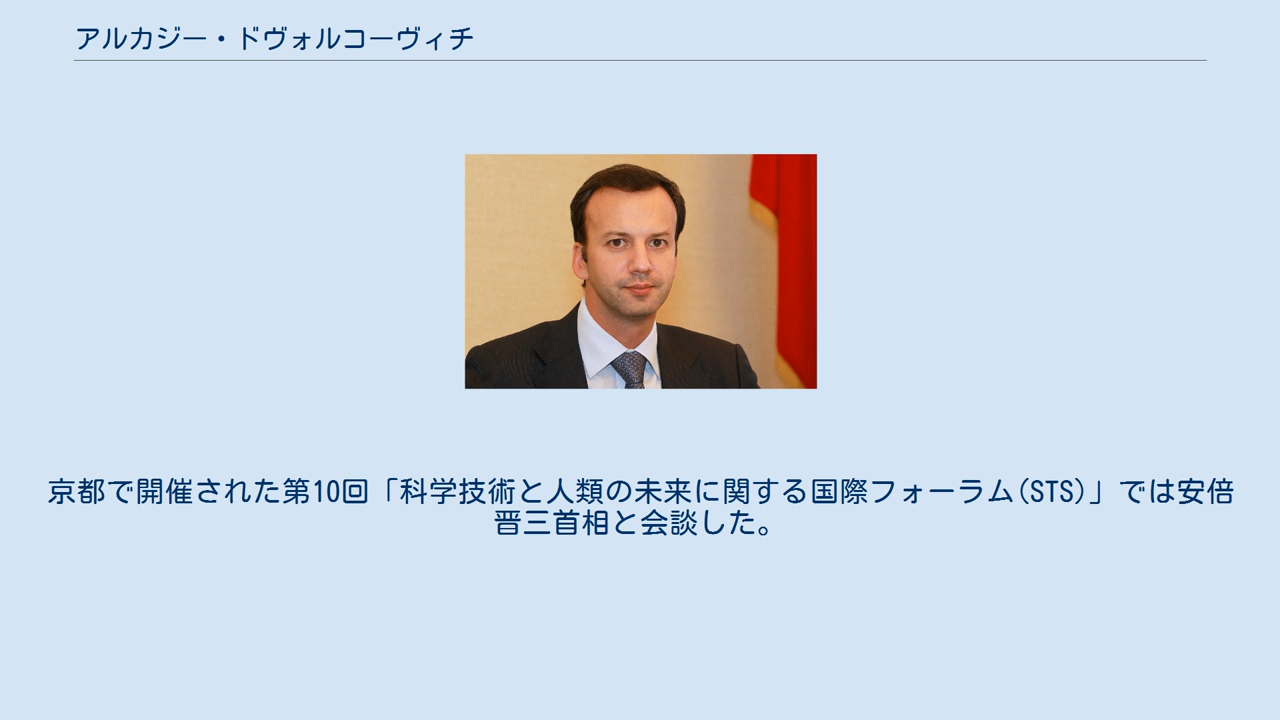 アルカジー・ドヴォルコーヴィチ
京都で開催された第10回「科学技術と人類の未来に関する国際フォーラム(STS)」では安倍
晋三首相と会談した。